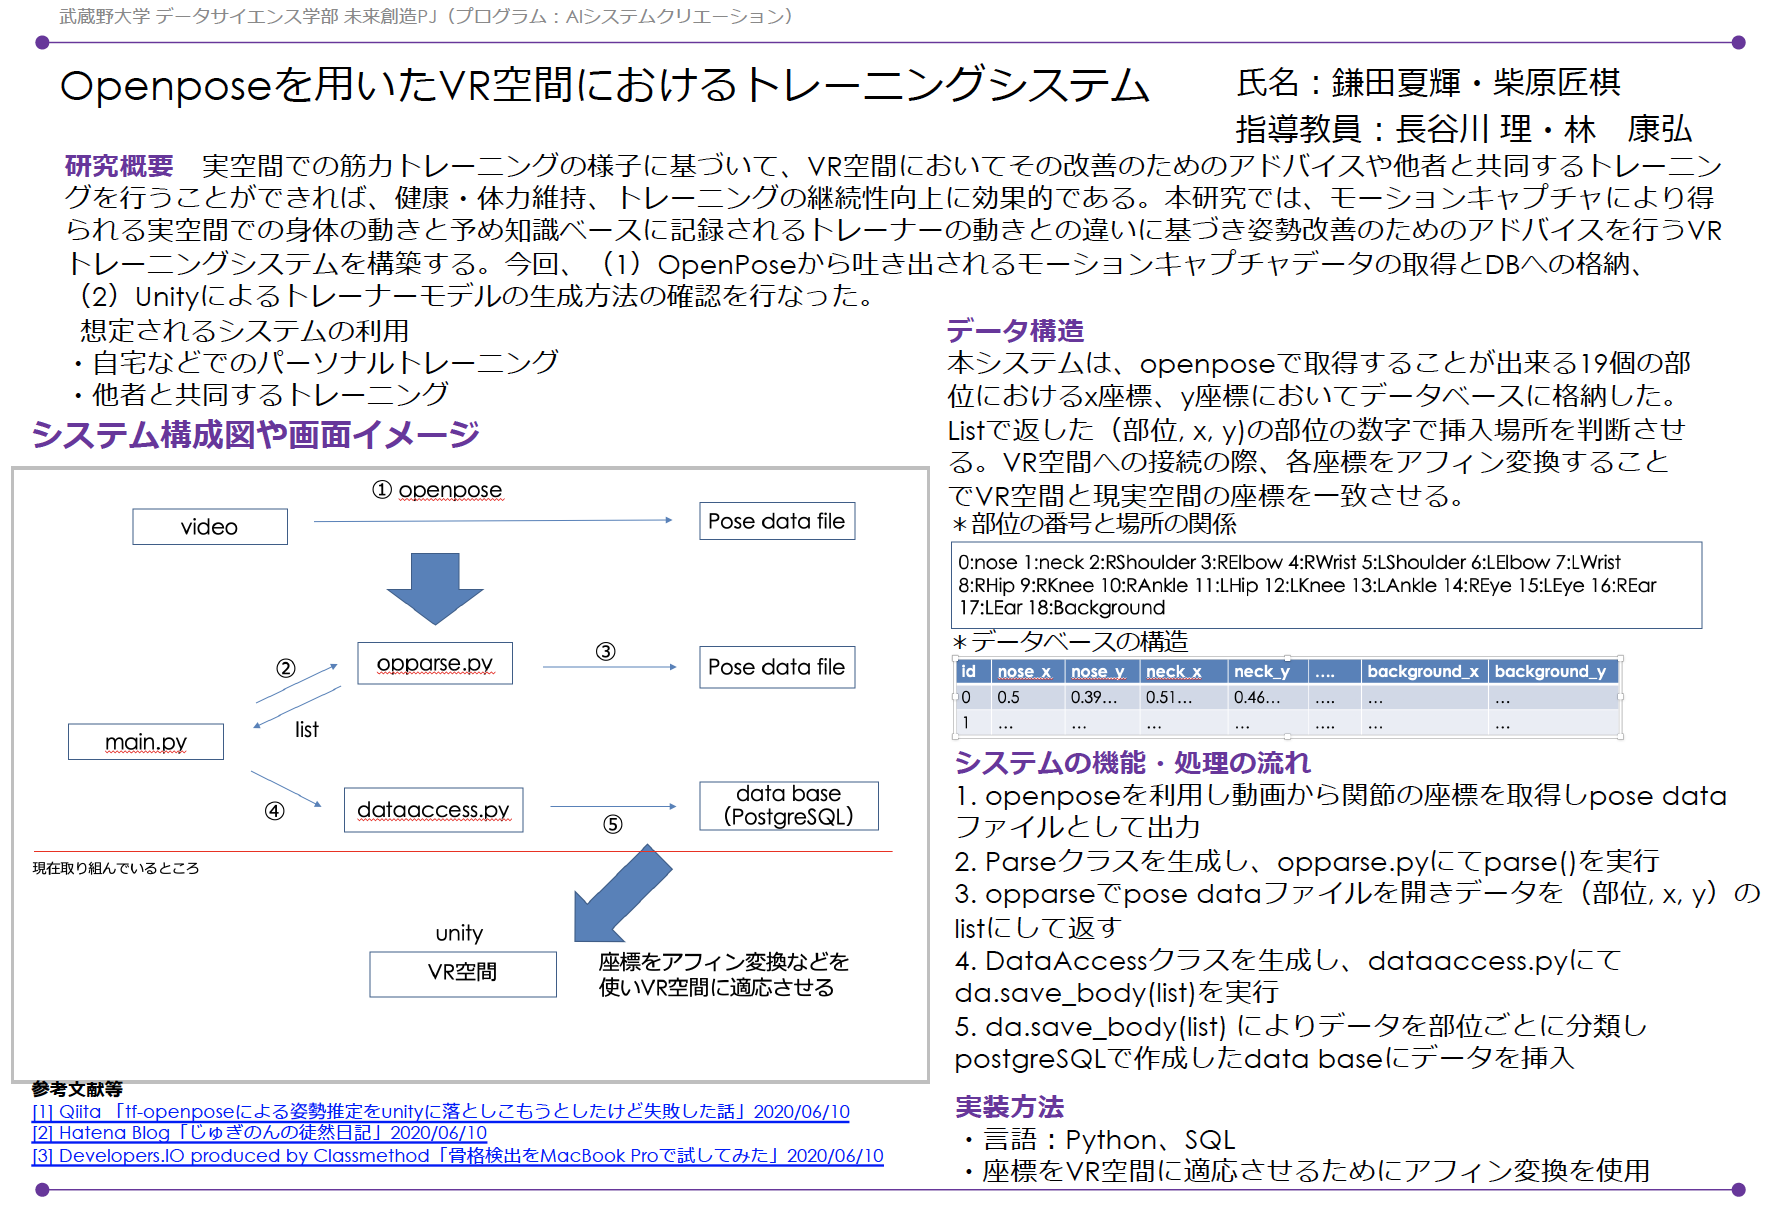 武蔵野大学 データサイエンス学部 未来創造PJ（プログラム：AIシステムクリエーション）
Openposeを用いたVR空間におけるトレーニングシステム
氏名：鎌田夏輝・柴原匠棋
指導教員：長谷川 理・林　康弘
研究概要　実空間での筋力トレーニングの様子に基づいて、VR空間においてその改善のためのアドバイスや他者と共同するトレーニン
グを行うことができれば、健康・体力維持、トレーニングの継続性向上に効果的である。本研究では、モーションキャプチャにより得
られる実空間での身体の動きと予め知識ベースに記録されるトレーナーの動きとの違いに基づき姿勢改善のためのアドバイスを行うVR
トレーニングシステムを構築する。今回、（1）OpenPoseから吐き出されるモーションキャプチャデータの取得とDBへの格納、
（2）Unityによるトレーナーモデルの生成方法の確認を行なった。
想定されるシステムの利用
・自宅などでのパーソナルトレーニング
・他者と共同するトレーニング
システム構成図や画面イメージ
① openpose
video
Pose data file
opparse.py
②
③
Pose data file
list
main.py
④
dataaccess.py
⑤
data base
（PostgreSQL）
現在取り組んでいるところ
unity
VR空間
座標をアフィン変換などを
使いVR空間に適応させる
参考文献等
[1] Qiita 「tf-openposeによる姿勢推定をunityに落としこもうとしたけど失敗した話」2020/06/10
[2] Hatena Blog「じゅぎのんの徒然日記」2020/06/10
[3] Developers.IO produced by Classmethod「骨格検出をMacBook Proで試してみた」2020/06/10
データ構造
本システムは、openposeで取得することが出来る19個の部
位におけるx座標、y座標においてデータベースに格納した。
Listで返した（部位, x, y)の部位の数字で挿入場所を判断させ
る。VR空間への接続の際、各座標をアフィン変換すること
でVR空間と現実空間の座標を一致させる。
＊部位の番号と場所の関係
0:nose 1:neck 2:RShoulder 3:RElbow 4:RWrist 5:LShoulder 6:LElbow 7:LWrist
8:RHip 9:RKnee 10:RAnkle 11:LHip 12:LKnee 13:LAnkle 14:REye 15:LEye 16:REar
17:LEar 18:Background
＊データベースの構造
id nose_x nose_y neck_x neck_y .... background_x background_y
0 0.5 0.39… 0.51… 0.46… .... … …
1 … … … … .... … …
システムの機能・処理の流れ
1. openposeを利用し動画から関節の座標を取得しpose data
ファイルとして出力
2. Parseクラスを生成し、opparse.pyにてparse()を実行
3. opparseでpose dataファイルを開きデータを（部位, x, y）の
listにして返す
4. DataAccessクラスを生成し、dataaccess.pyにて
da.save_body(list)を実行
5. da.save_body(list) によりデータを部位ごとに分類し
postgreSQLで作成したdata baseにデータを挿入
実装方法
・言語：Python、SQL
・座標をVR空間に適応させるためにアフィン変換を使用